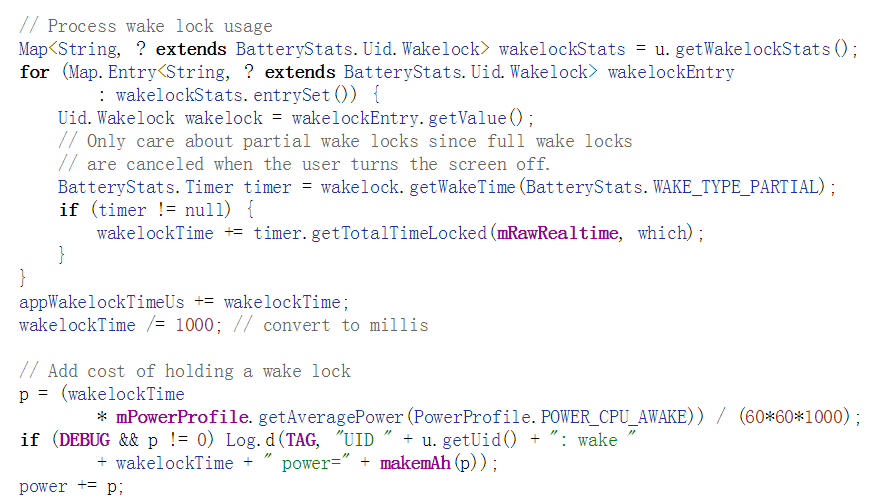 // Process wake lock usage
Map<String, ? extends BatteryStats.Uid.Wakelock> wakelockStats = u.getWakelockStats();
for (Map.Entry<String, ? extends BatteryStats.Uid.Wakelock> wakelockEntry
        : wakelockStats.entrySet()) {
    Uid.Wakelock wakelock = wakelockEntry.getValue();
    // Only care about partial wake locks since full wake locks
    // are canceled when the user turns the screen off.
    BatteryStats.Timer timer = wakelock.getWakeTime(BatteryStats.WAKE_TYPE_PARTIAL);
    if (timer != null) {
        wakelockTime += timer.getTotalTimeLocked(mRawRealtime, which);
    }
}
appWakelockTimeUs += wakelockTime;
wakelockTime /= 1000; // convert to millis

// Add cost of holding a wake lock
p = (wakelockTime
        * mPowerProfile.getAveragePower(PowerProfile.POWER_CPU_AWAKE)) / (60*60*1000);
if (DEBUG && p != 0) Log.d(TAG, "UID " + u.getUid() + ": wake "
        + wakelockTime + " power=" + makemAh(p));
power += p;